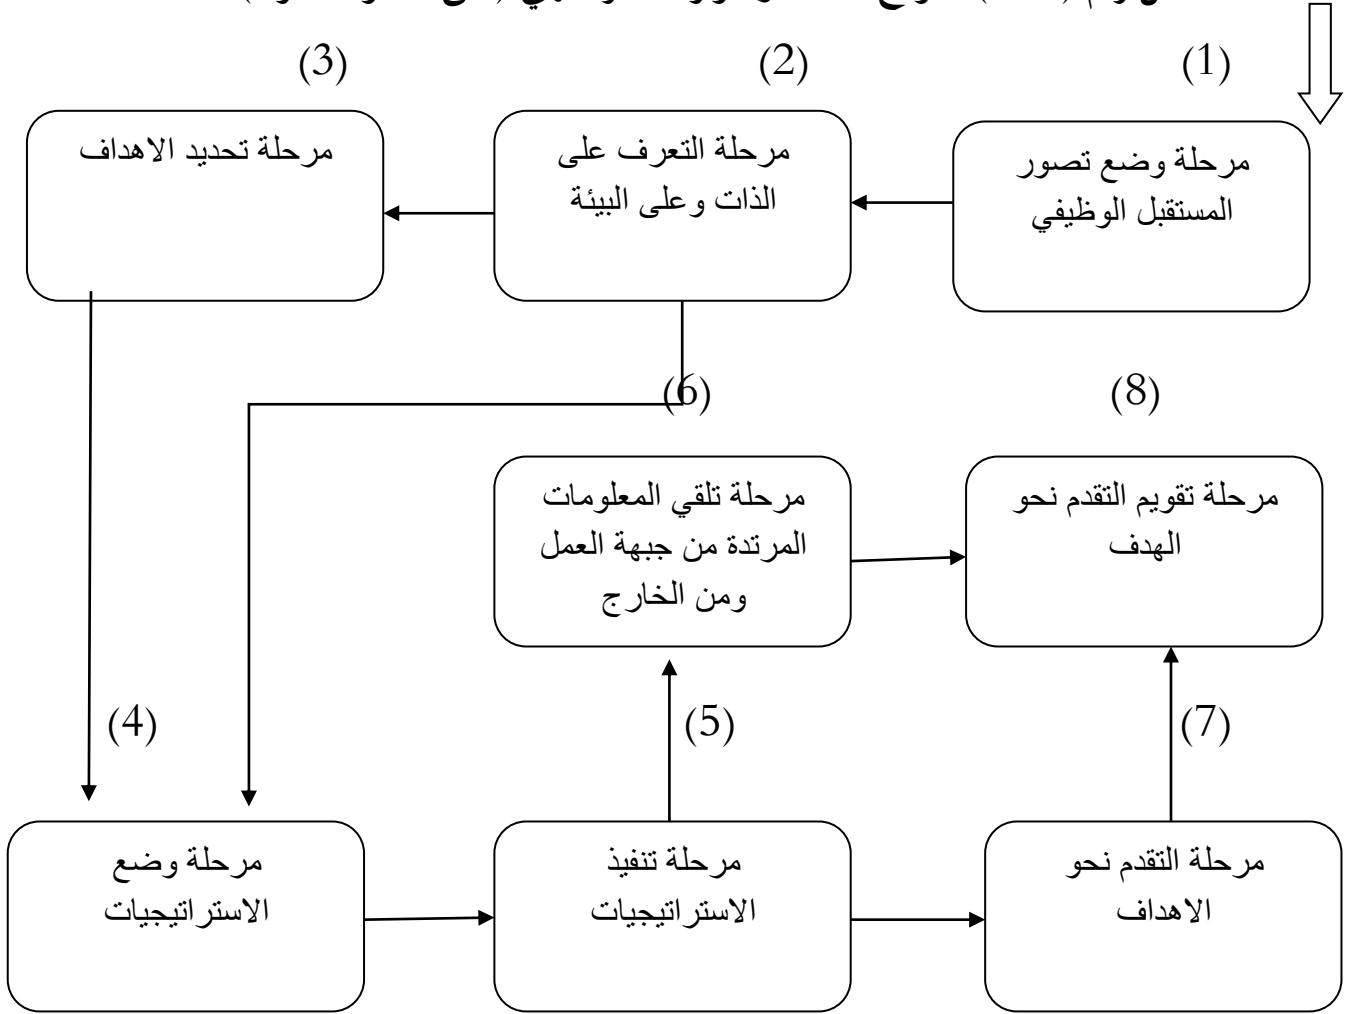 (1)
مرحلة وضع تصور
المستقبل الوظيفي
(2)
مرحلة التعرف على
الذات وعلى البيئة
(3)
مرحلة تحديد الاهداف
(8)
مرحلة تقويم التقدم نحو
الهدف
(6)
مرحلة تلقي المعلومات
المرتدة من جبهة العمل
ومن الخارج
(7)
مرحلة التقدم نحو
الاهداف
(5)
مرحلة تنفيذ
الاستراتيجيات
(4)
مرحلة وضع
الاستراتيجيات